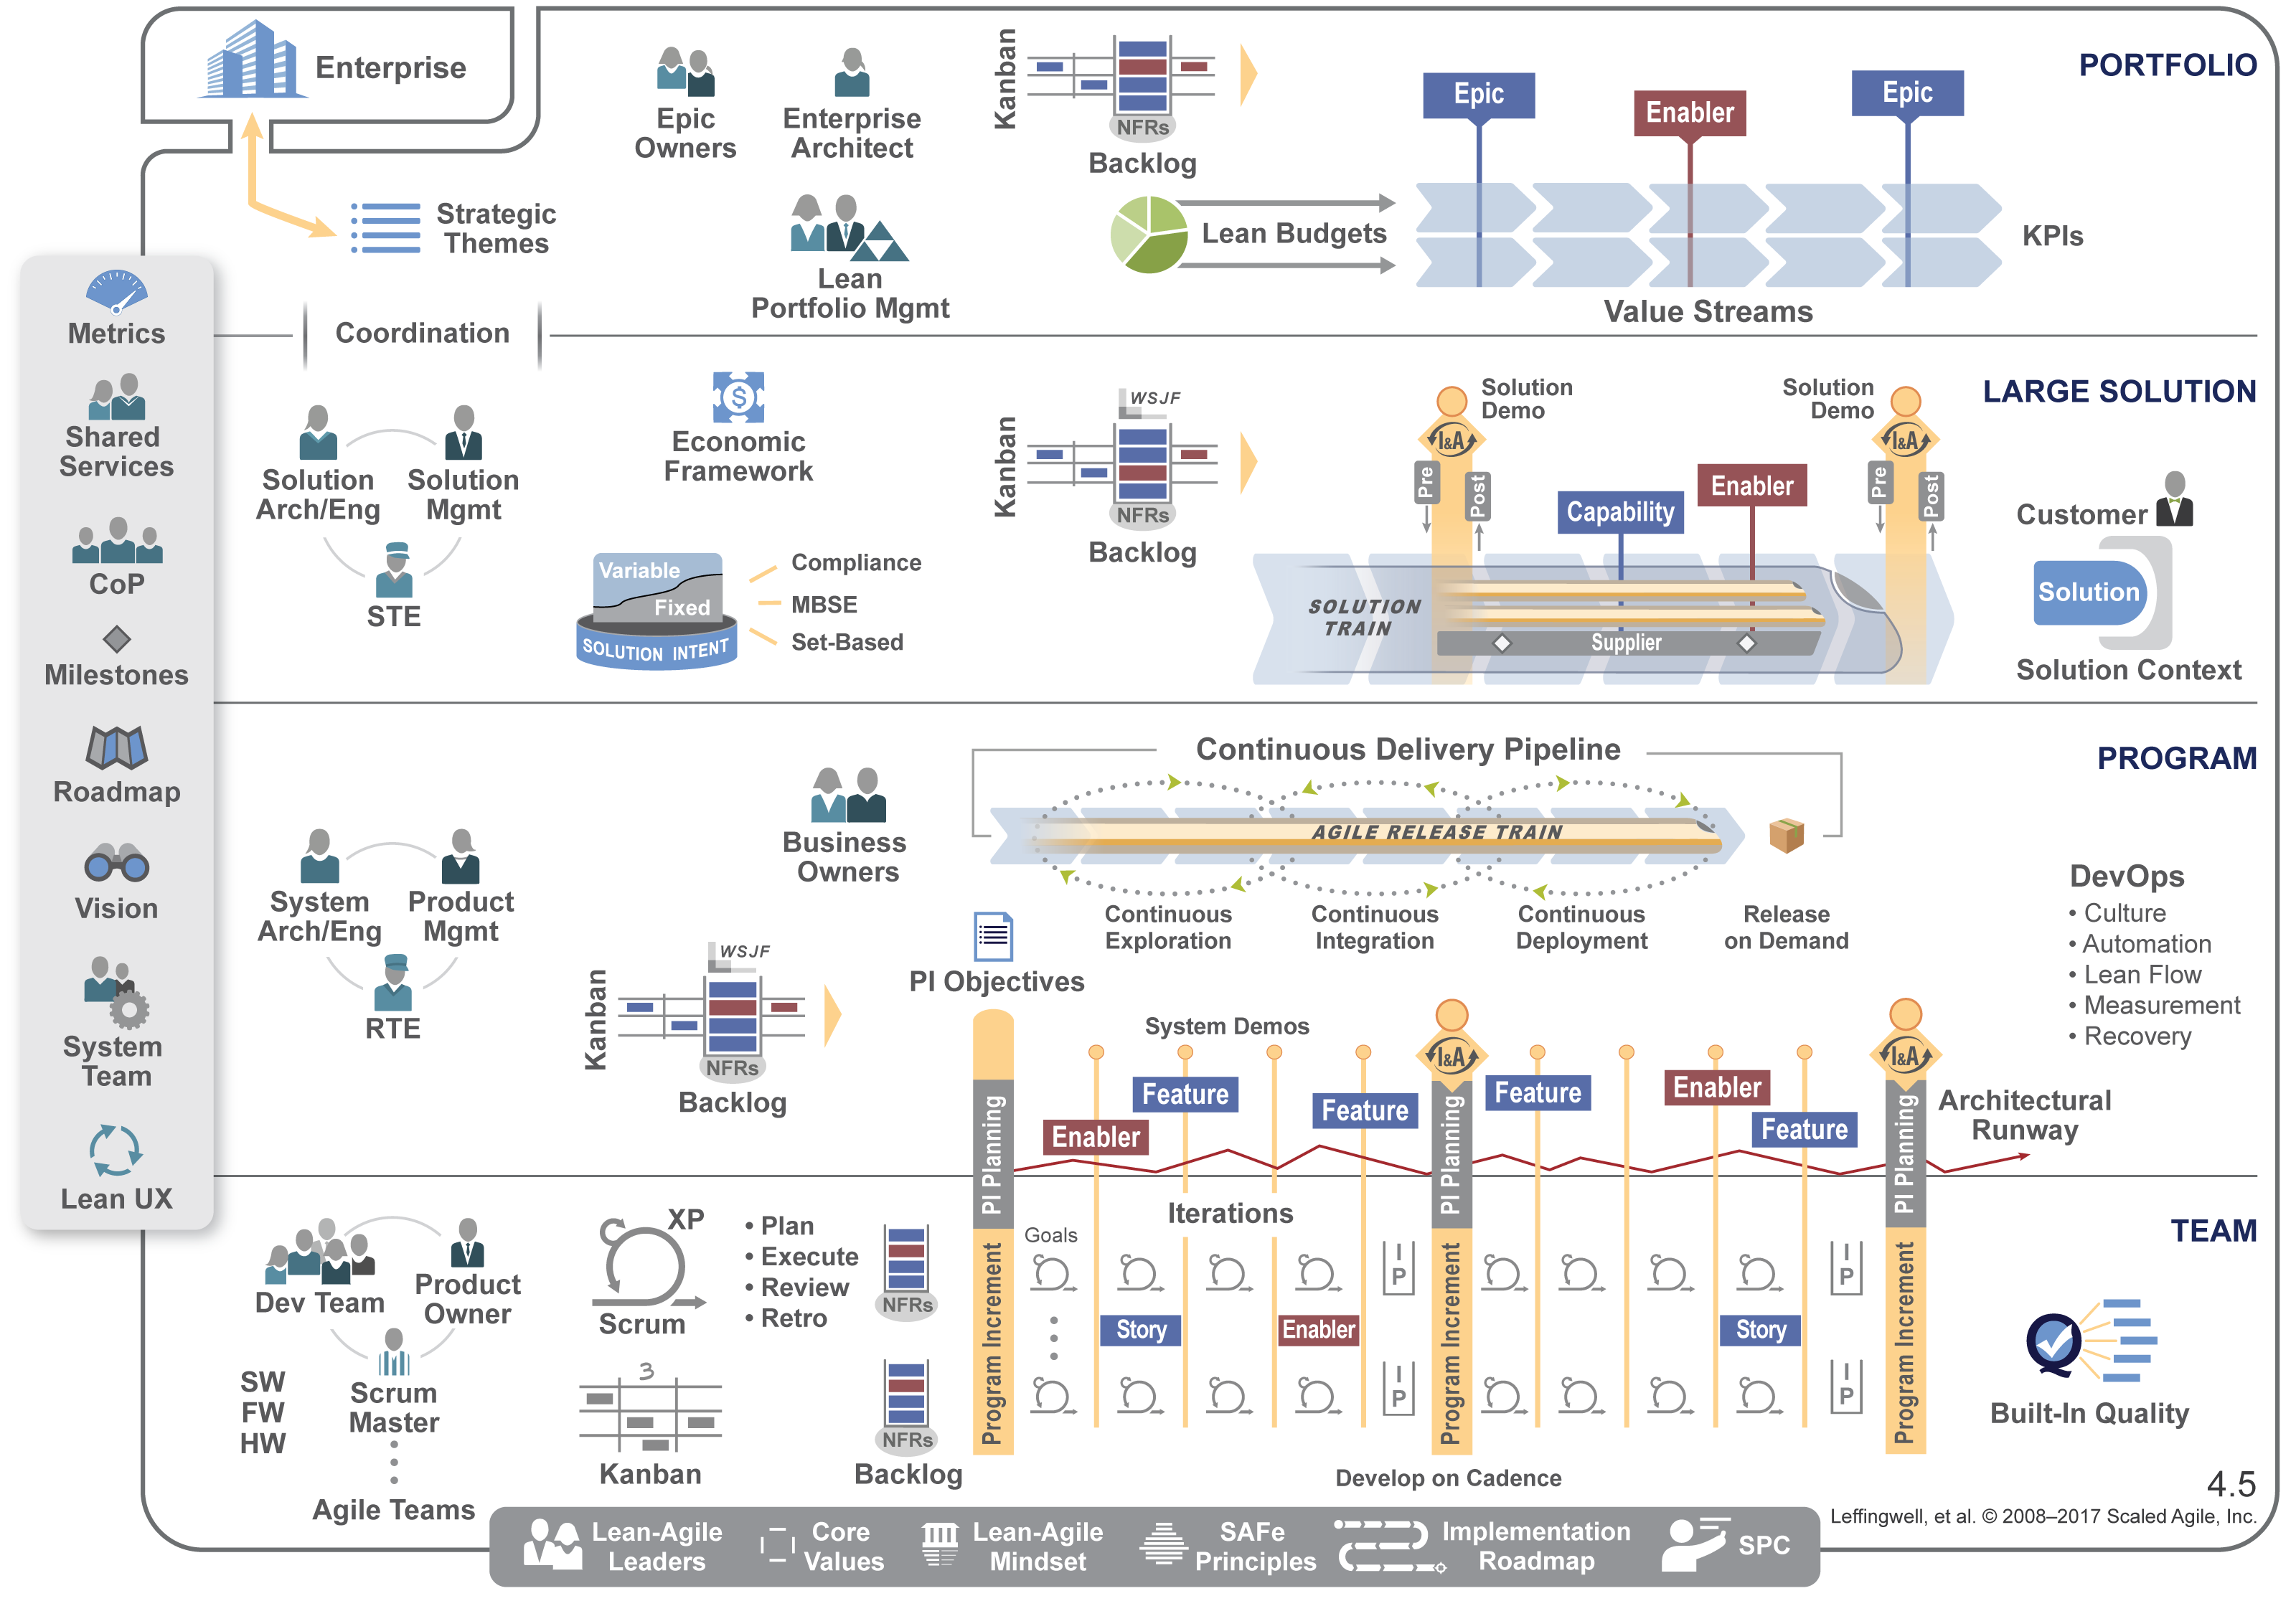 Enterprise
Epic
Owners
Enterprise
Architect
Kanban
NFRs
Backlog
Epic
Enabler
Epic
PORTFOLIO
Strategic
Themes
Lean
Portfolio Mgmt
Lean Budgets
KPIs
Value Streams
Metrics
Shared
Services
CoP
Milestones
Roadmap
Vision
System
Team
Lean UX
Coordination
LARGE SOLUTION
Solution
Arch/Eng
Solution
Mgmt
STE
Economic
Framework
Variable
Fixed
SOLUTION INTENT
Compliance
MBSE
Set-Based
Kanban
WSJF
NFRs
Backlog
Solution
Demo
I&A
Pre
Post
Capability
Enabler
Solution
Demo
I&A
Pre
Post
SOLUTION
TRAIN
Supplier
Customer
Solution
Solution Context
PROGRAM
Continuous Delivery Pipeline
AGILE RELEASE TRAIN
Business
Owners
System
Arch/Eng
Product
Mgmt
RTE
Continuous
Exploration
Continuous
Integration
Continuous
Deployment
Release
on Demand
DevOps
• Culture
• Automation
• Lean Flow
• Measurement
• Recovery
PI Objectives
Kanban
WSJF
NFRs
Backlog
System Demos
I&A
I&A
Enabler
Feature
Feature
Feature
Enabler
Feature
Architectural
Runway
PI Planning
PI Planning
PI Planning
TEAM
Dev Team
Product
Owner
Scrum
Master
SW
FW
HW
Agile Teams
XP
Scrum
• Plan
• Execute
• Review
• Retro
3
Kanban
NFRs
NFRs
Backlog
Program Increment
Program Increment
Program Increment
Goals
Iterations
I
P
I
P
Story
Enabler
Story
I
P
I
P
Develop on Cadence
Built-In Quality
4.5
Leffingwell, et al. © 2008–2017 Scaled Agile, Inc.
Lean-Agile
Leaders
Core
Values
Lean-Agile
Mindset
SAFe
Principles
Implementation
Roadmap
SPC